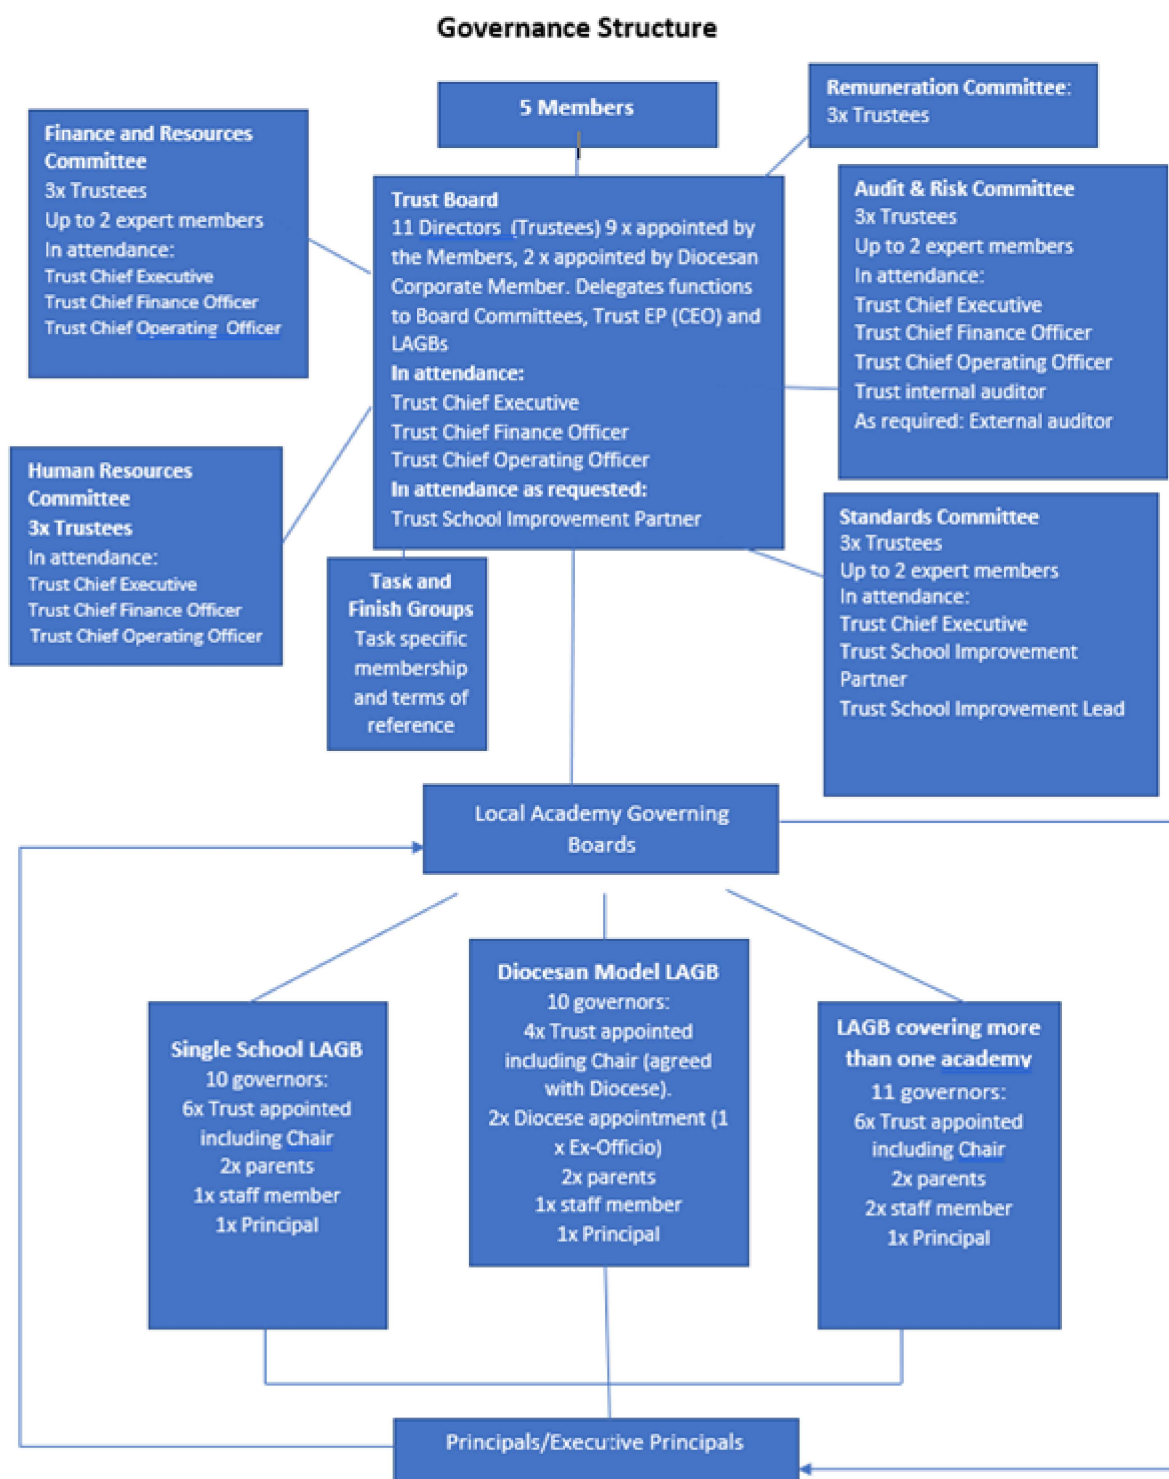 Governance Structure
5 Members
Remuneration Committee:
3x Trustees
Finance and Resources
Committee
3x Trustees
Up to 2 expert members
In attendance:
Trust Chief Executive
Trust Chief Finance Officer
Trust Chief Operating Officer
Trust Board
11 Directors (Trustees) 9 x appointed by
the Members, 2 x appointed by Diocesan
Corporate Member. Delegates functions
to Board Committees, Trust EP (CEO) and
LAGBs
In attendance:
Trust Chief Executive
Trust Chief Finance Officer
Trust Chief Operating Officer
In attendance as requested:
Trust School Improvement Partner
Audit & Risk Committee
3x Trustees
Up to 2 expert members
In attendance:
Trust Chief Executive
Trust Chief Finance Officer
Trust Chief Operating Officer
Trust internal auditor
As required: External auditor
Human Resources
Committee
3x Trustees
In attendance:
Trust Chief Executive
Trust Chief Finance Officer
Trust Chief Operating Officer
Task and
Finish Groups
Task specific
membership
and terms of
reference
Standards Committee
3x Trustees
Up to 2 expert members
In attendance:
Trust Chief Executive
Trust School Improvement
Partner
Trust School Improvement Lead
Local Academy Governing
Boards
Single School LAGB
10 governors:
6x Trust appointed
including Chair
2x parents
1x staff member
1x Principal
Diocesan Model LAGB
10 governors:
4x Trust appointed
including Chair (agreed
with Diocese).
2x Diocese appointment (1
x Ex-Officio)
2x parents
1x staff member
1x Principal
LAGB covering more
than one academy
11 governors:
6x Trust appointed
including Chair
2x parents
2x staff member
1x Principal
Principals/Executive Principals